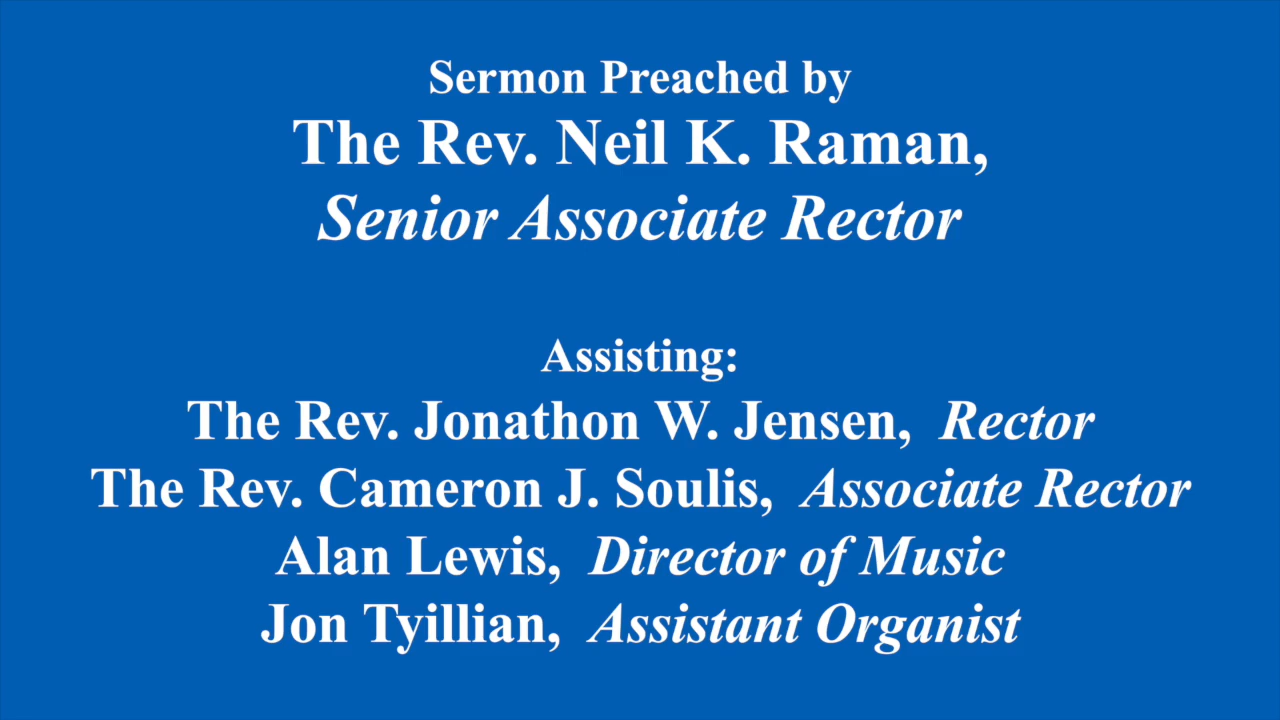 Sermon Preached by
The Rev. Neil K. Raman,
Senior Associate Rector
Assisting:
The Rev. Jonathon W. Jensen, Rector
The Rev. Cameron J. Soulis, Associate Rector
Alan Lewis, Director of Music
Jon Tyillian, Assistant Organist